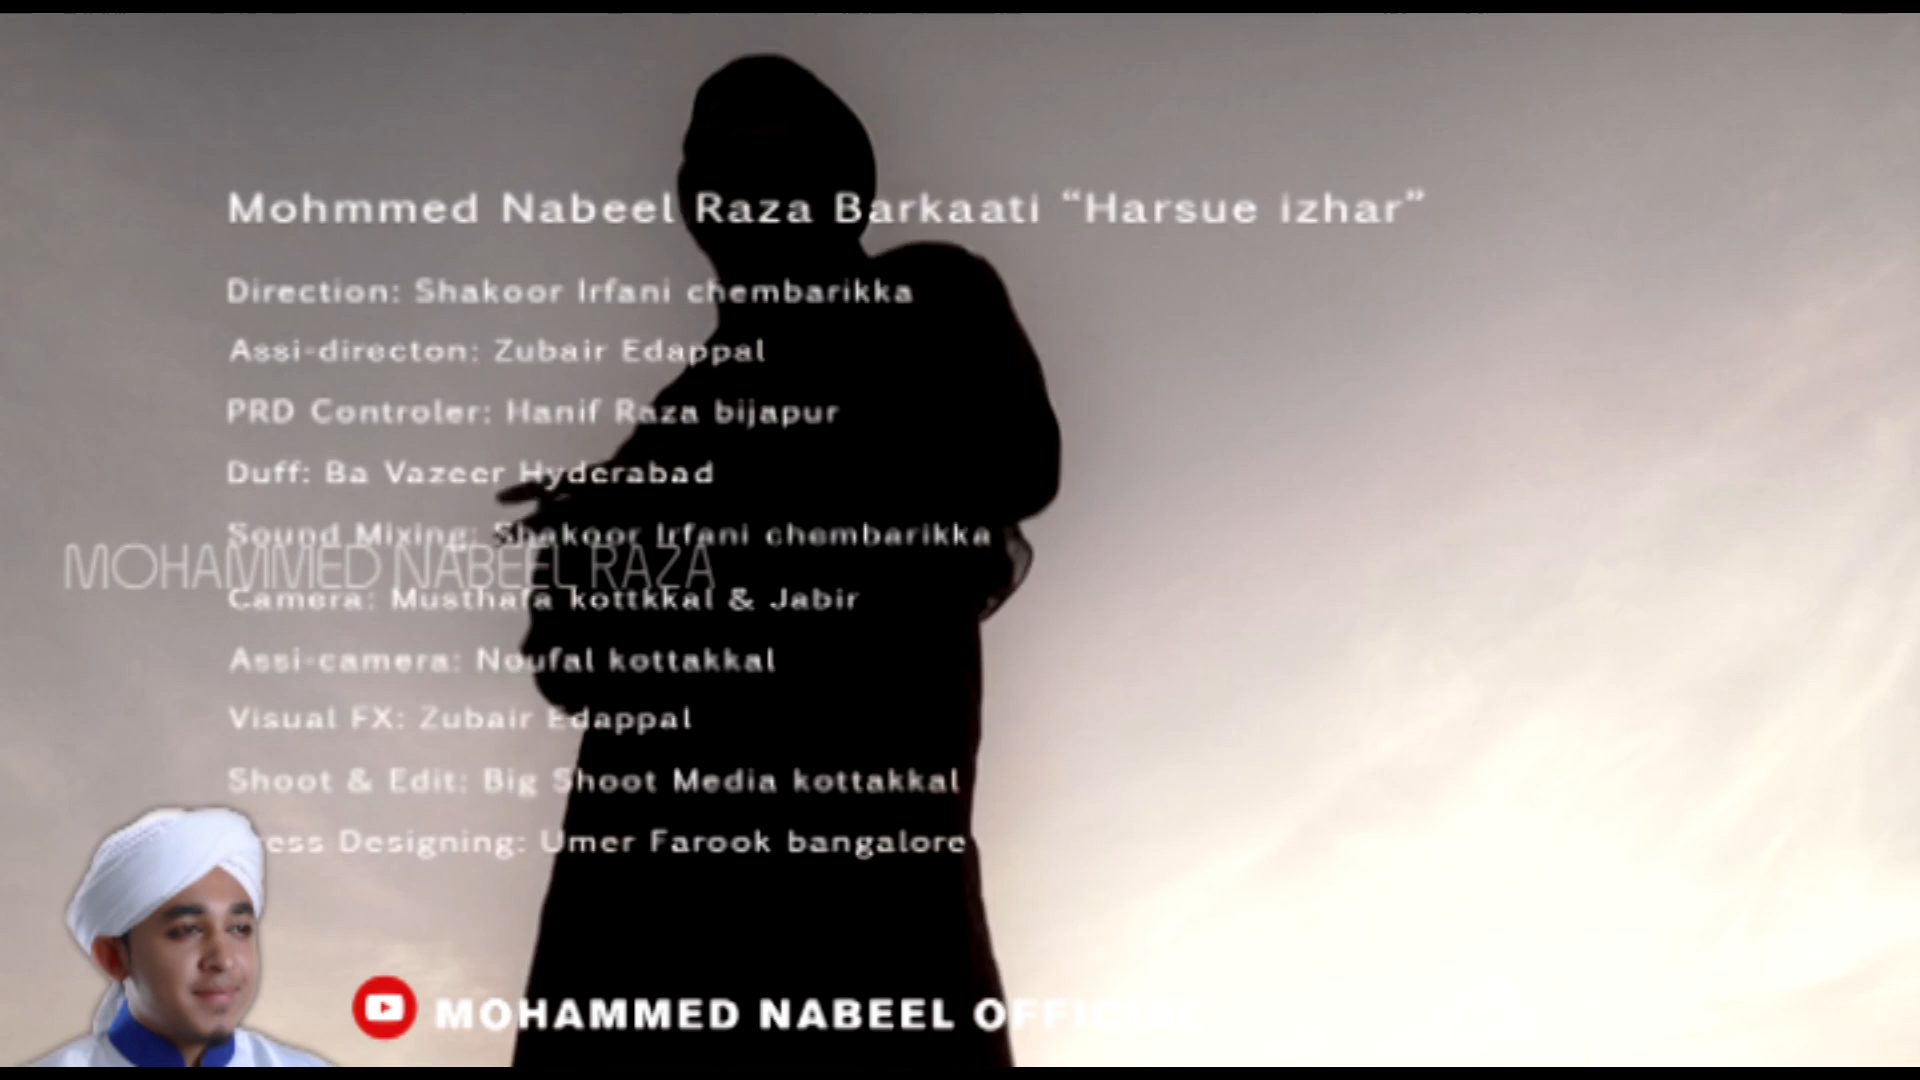 Mohmmed Nabeel Raza Barkaati “Harsue izhar”
Direction: Shakoor Irfani chembarikka
Assi-directon: Zubair Edappal
PRD Controler: Hanif Raza bijapur
Duff: Ba Vazeer Hyderabad
Sound Mixing: Shakoor Irfani chembarikka
MOHAMMED NABEEL RAZA
Camera: Musthafa kottkkal & Jabir
Assi-camera: Noufal kottakkal
Visual FX: Zubair Edappal
Shoot & Edit: Big Shoot Media kottakkal
Designing: Umer Farook bangalore
MOHAMMED NABEEL OFFICIAL